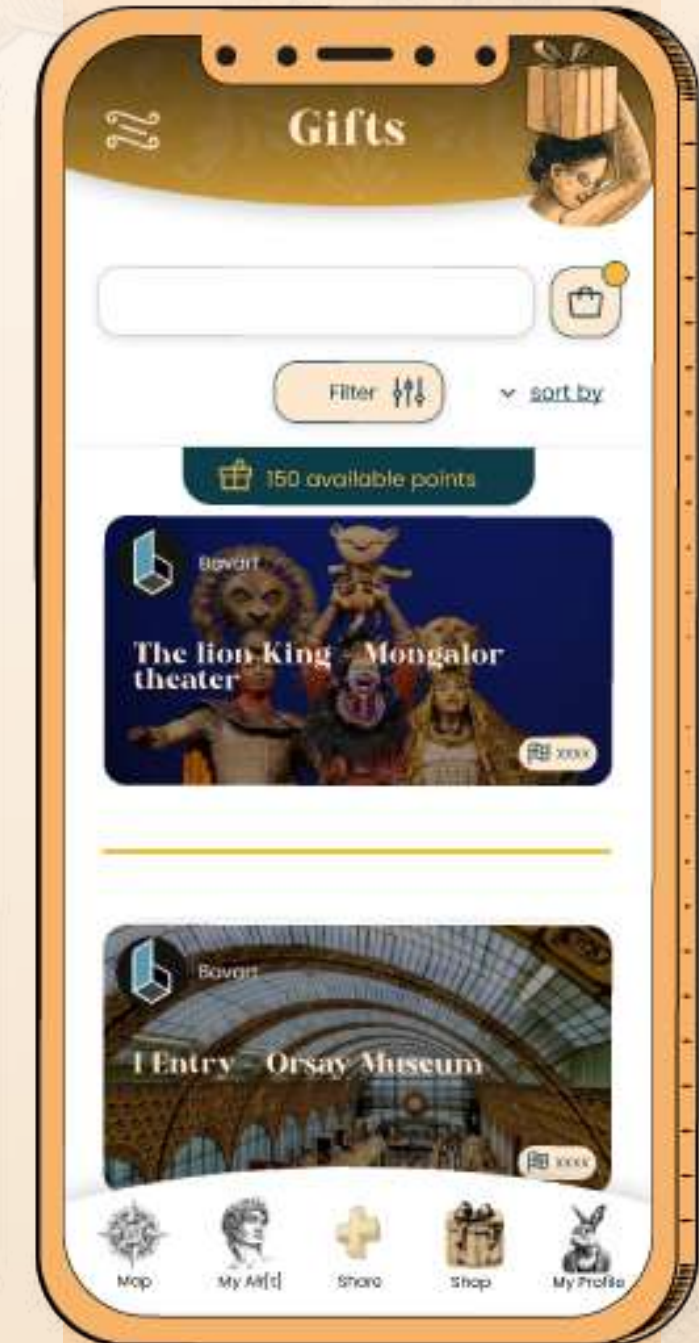 Gifts
Filter
sort by
150 available points
Bavart
The lion King - Mongalor
theater
xxxx
Bavart
1 Entry - Orsay Museum
xxxx
Map
My Art[t]
Share
Shop
My Profile